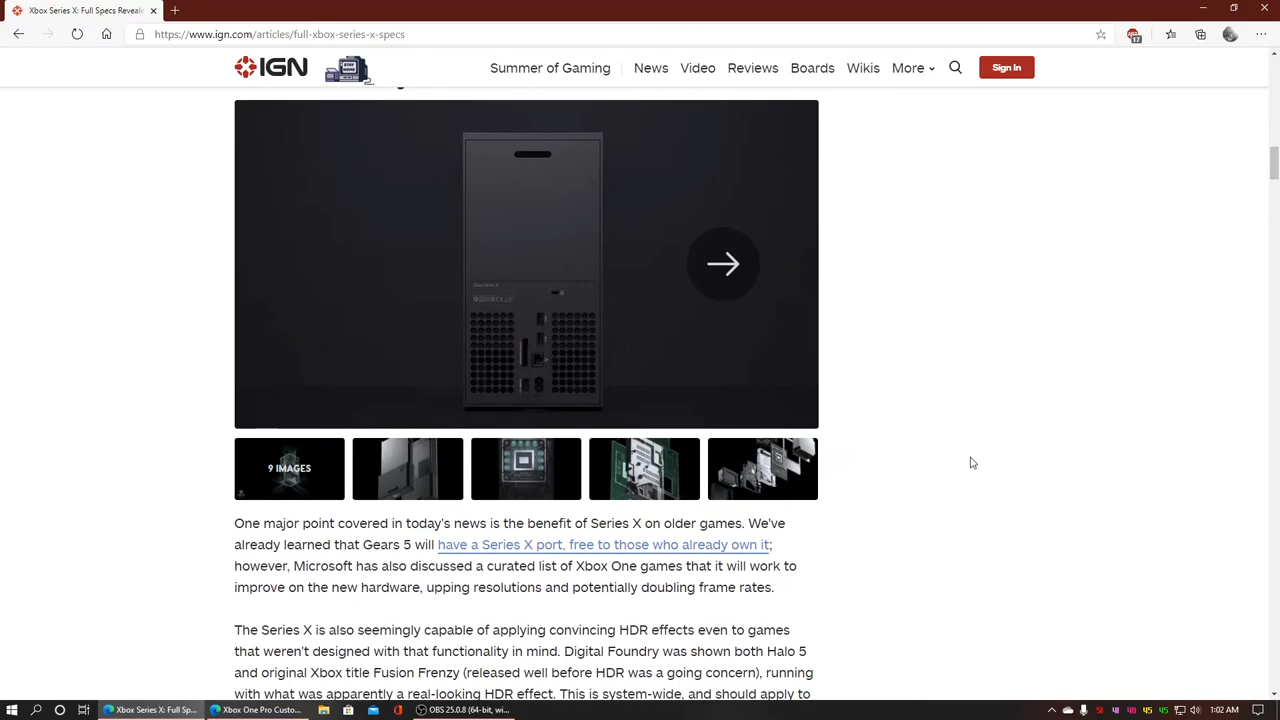 Xbox Series X: Full Specs Reveale
https://www.ign.com/articles/full-xbox-series-x-specs
17
IGN
Summer of Gaming
News
Video
Reviews
Boards
Wikis
More
Sign In
Xbox Series X
9 IMAGES
One major point covered in today's news is the benefit of Series X on older games. We've
already learned that Gears 5 will have a Series X port, free to those who already own it;
however, Microsoft has also discussed a curated list of Xbox One games that it will work to
improve on the new hardware, upping resolutions and potentially doubling frame rates.
The Series X is also seemingly capable of applying convincing HDR effects even to games
that weren't designed with that functionality in mind. Digital Foundry was shown both Halo 5
and original Xbox title Fusion Frenzy (released well before HDR was a going concern), running
with what was apparently a real-looking HDR effect. This is system-wide, and should apply to
Xbox Series X: Full Sp...
Xbox One Pro Custo...
OBS 25.0.8 (64-bit, wi...
1:02 AM